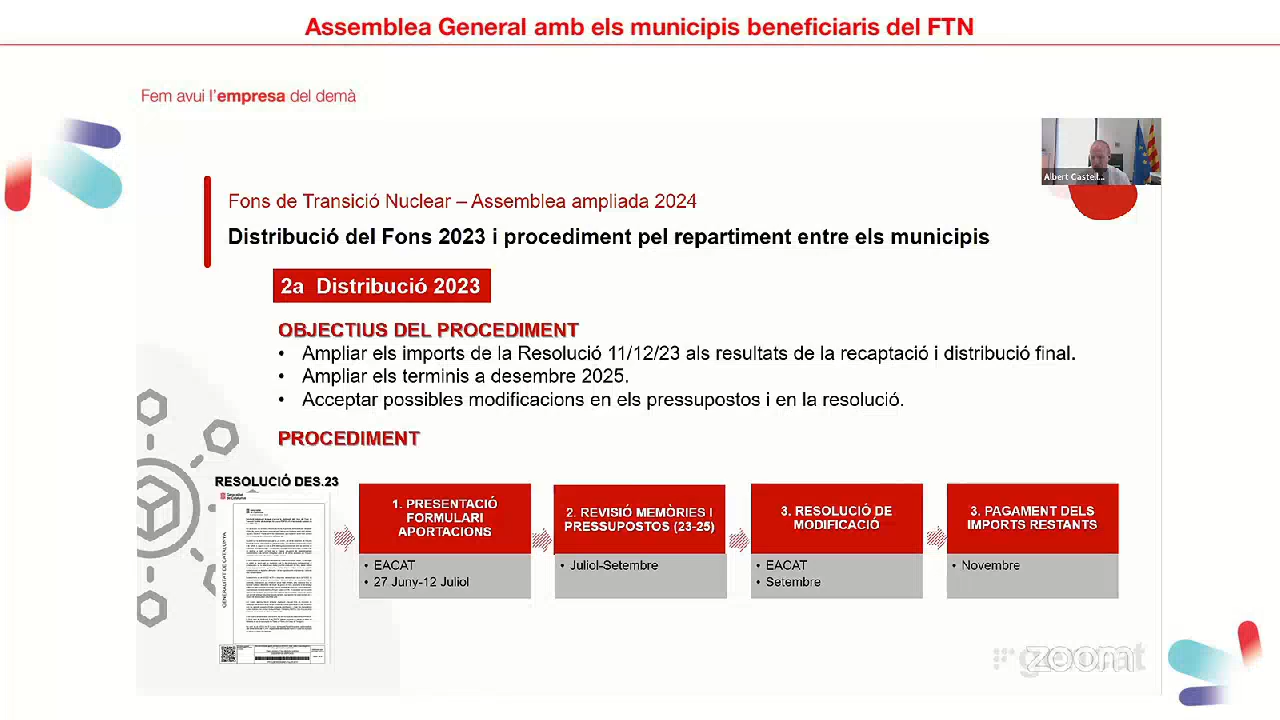 Assemblea General amb els municipis beneficiaris del FTN
Fem avui l'empresa del demà
Albert Castell...
Fons de Transició Nuclear – Assemblea ampliada 2024
Distribució del Fons 2023 i procediment pel repartiment entre els municipis
2a Distribució 2023
OBJECTIUS DEL PROCEDIMENT
• Ampliar els imports de la Resolució 11/12/23 als resultats de la recaptació i distribució final.
• Ampliar els terminis a desembre 2025.
• Acceptar possibles modificacions en els pressupostos i en la resolució.
PROCEDIMENT
RESOLUCIÓ DES.23
GENERALITAT DE CATALUNYA
1. PRESENTACIÓ
FORMULARI
APORTACIONS
• EACAT
• 27 Juny-12 Juliol
2. REVISIÓ MEMÒRIES I
PRESSUPOSTOS (23-25)
• Juliol-Setembre
3. RESOLUCIÓ DE
MODIFICACIÓ
• EACAT
• Setembre
3. PAGAMENT DELS
IMPORTS RESTANTS
• Novembre
zoom